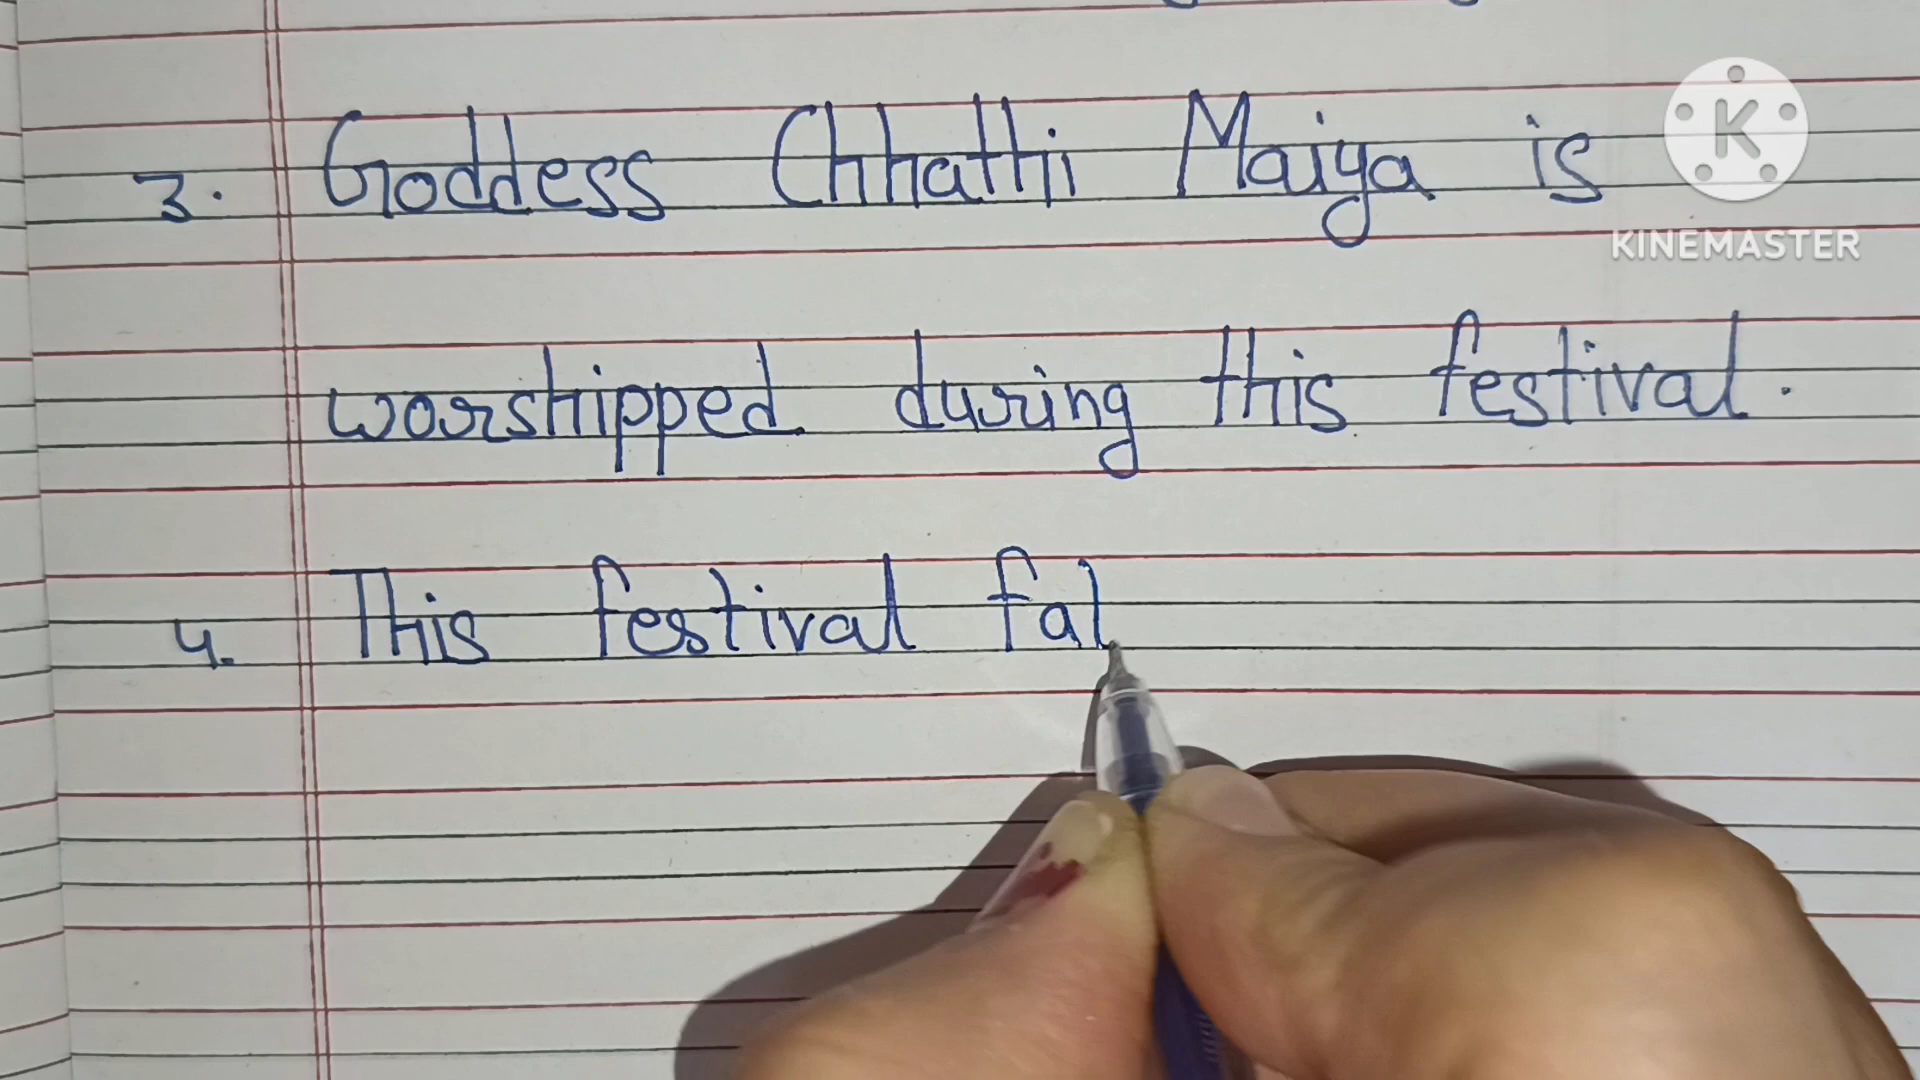 3. Goddess Chhathi Maiya is
worshipped during this festival.
4. This festival fal
K
KINEMASTER